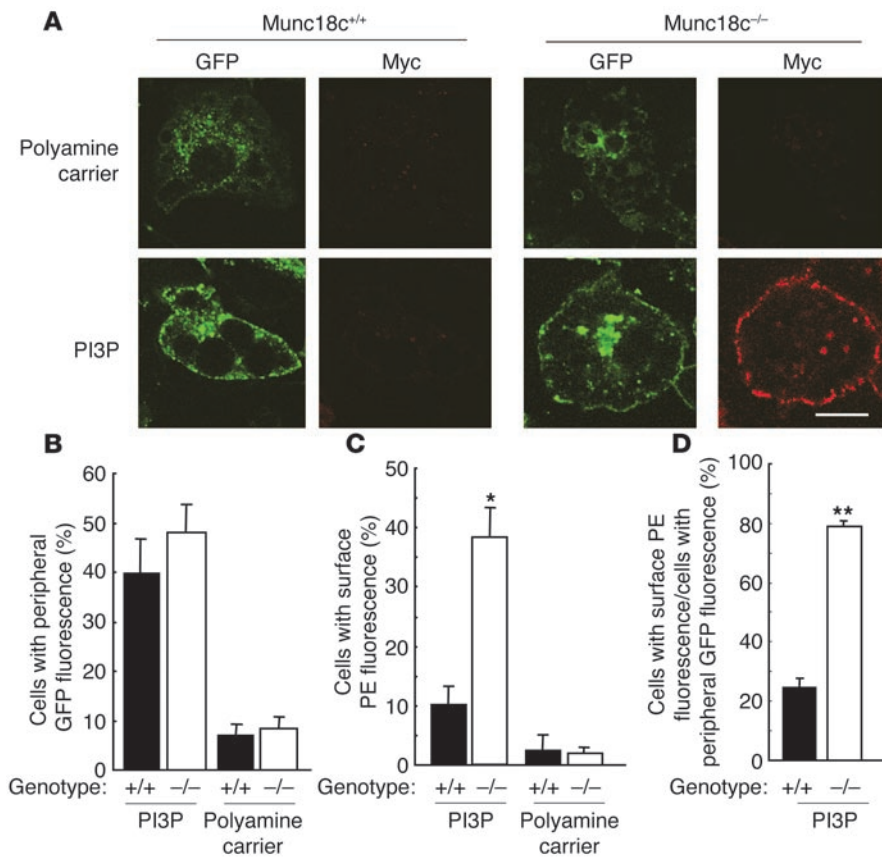 A
Munc18c+/+
Munc18c−/−
GFP
Myc
GFP
Myc
Polyamine
carrier
PI3P
B
Cells with peripheral
GFP fluorescence (%)
60
50
40
30
20
10
0
Genotype:
+/+
−/−
+/+
−/−
PI3P
Polyamine
carrier
C
Cells with surface
PE fluorescence (%)
50
40
30
20
10
0
*
Genotype:
+/+
−/−
+/+
−/−
PI3P
Polyamine
carrier
D
Cells with surface PE
fluorescence/cells with
peripheral GFP fluorescence (%)
100
80
60
40
20
0
**
+/+
−/−
PI3P